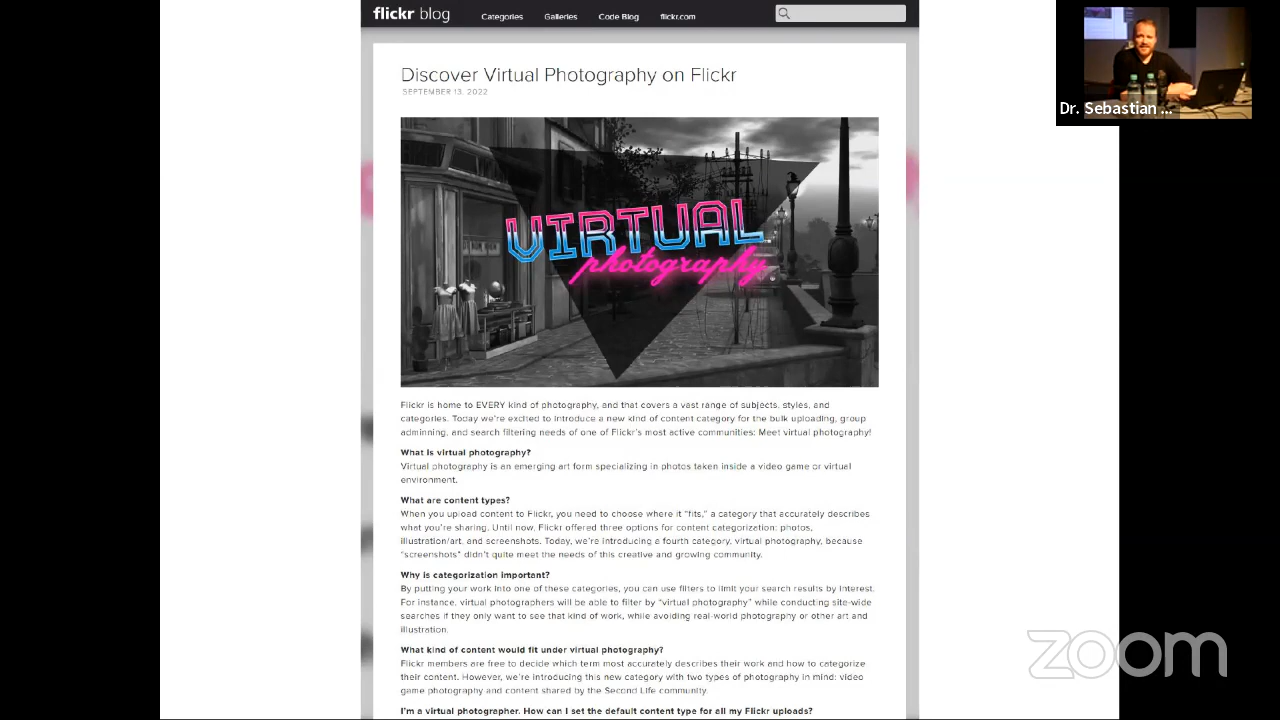 flickr blog Categories Galleries Code Blog flickr.com
Discover Virtual Photography on Flickr
SEPTEMBER 13, 2022
VIRTUAL
photography
Flickr is home to EVERY kind of photography, and that covers a vast range of subjects, styles, and
categories. Today we're excited to introduce a new kind of content category for the bulk uploading, group
adminning, and search filtering needs of one of Flickr's most active communities: Meet virtual photography!
What is virtual photography?
Virtual photography is an emerging art form specializing in photos taken inside a video game or virtual
environment.
What are content types?
When you upload content to Flickr, you need to choose where it "fits," a category that accurately describes
what you're sharing. Until now, Flickr offered three options for content categorization: photos,
illustration/art, and screenshots. Today, we're introducing a fourth category, virtual photography, because
"screenshots" didn't quite meet the needs of this creative and growing community.
Why is categorization important?
By putting your work into one of these categories, you can use filters to limit your search results by interest.
For instance, virtual photographers will be able to filter by "virtual photography" while conducting site-wide
searches if they only want to see that kind of work, while avoiding real-world photography or other art and
illustration.
What kind of content would fit under virtual photography?
Flickr members are free to decide which term most accurately describes their work and how to categorize
their content. However, we're introducing this new category with two types of photography in mind: video
game photography and content shared by the Second Life community.
I'm a virtual photographer. How can I set the default content type for all my Flickr uploads?
Dr. Sebastian ...
zoom